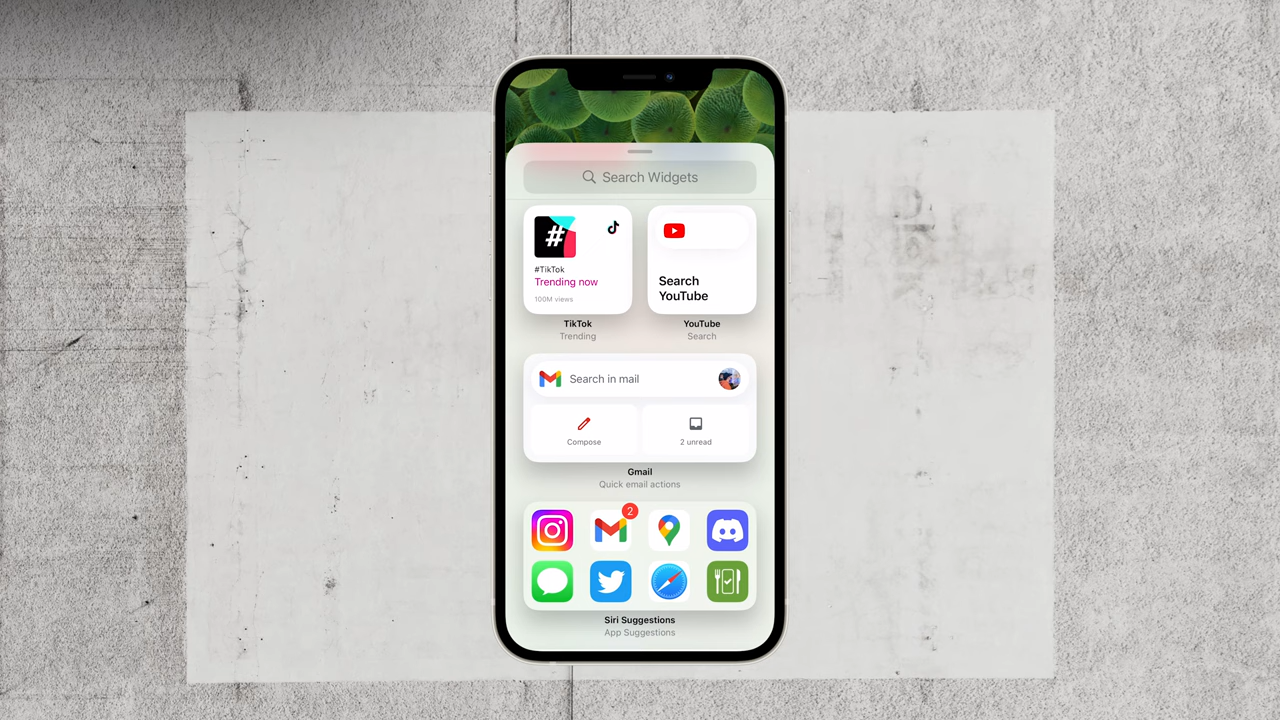 Search Widgets
#
#TikTok
Trending now
100M views
Search
YouTube
TikTok
Trending
YouTube
Search
Search in mail
Compose
2 unread
Gmail
Quick email actions
2
Siri Suggestions
App Suggestions